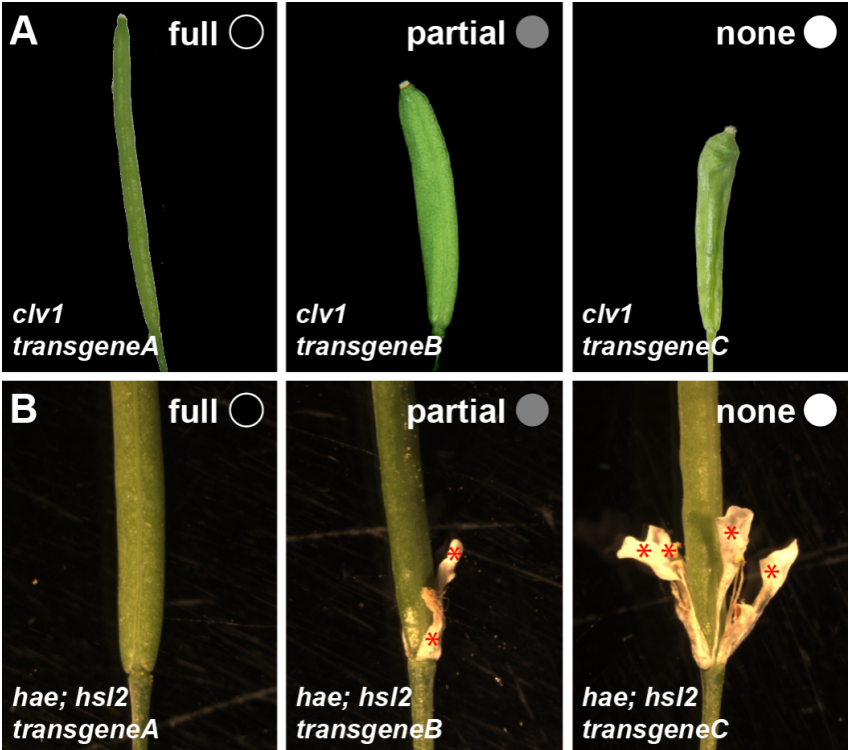 A
full
partial
none
clv1
transgeneA
clv1
transgeneB
clv1
transgeneC
B
full
partial
none
hae; hsl2
transgeneA
hae; hsl2
transgeneB
* *
*
*
*
*
hae; hsl2
transgeneC